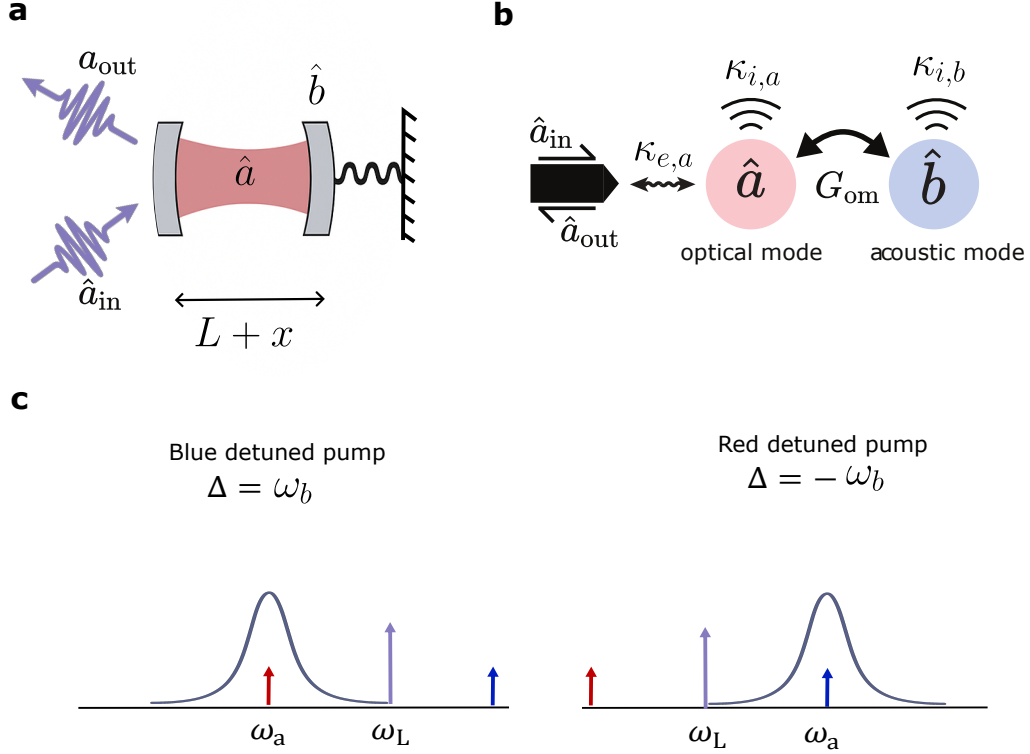 a
a_out
b̂
â
â_in
L + x
b
κ_{i,a}
κ_{i,b}
â_in
κ_{e,a}
â
G_om
b̂
â_out
optical mode
acoustic mode
c
Blue detuned pump
Δ = ω_b
Red detuned pump
Δ = − ω_b
ω_a
ω_L
ω_L
ω_a